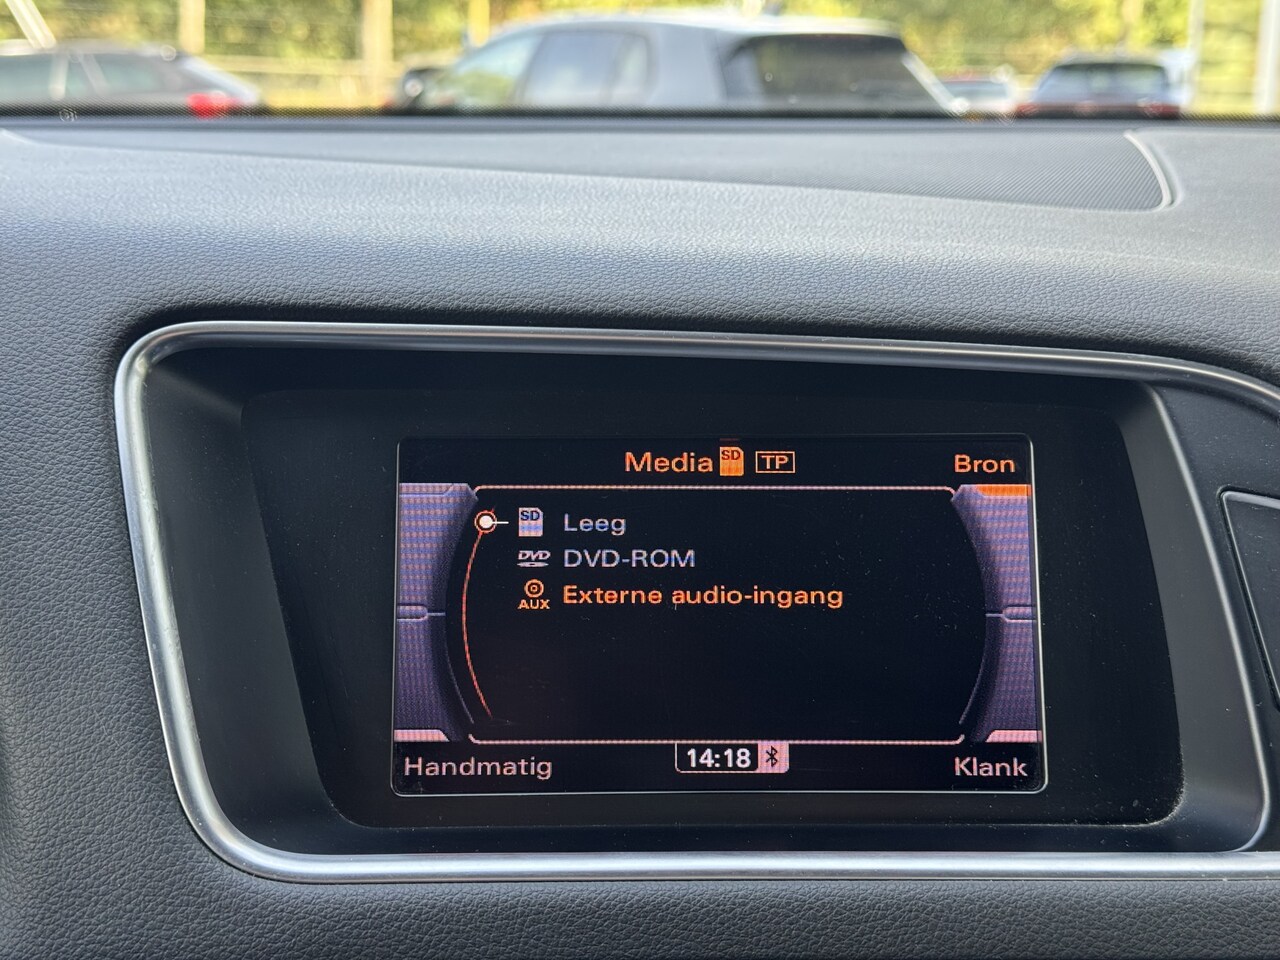 Media SD TP
Bron
SD Leeg
DVD DVD-ROM
AUX Externe audio-ingang
Handmatig
14:18
Klank